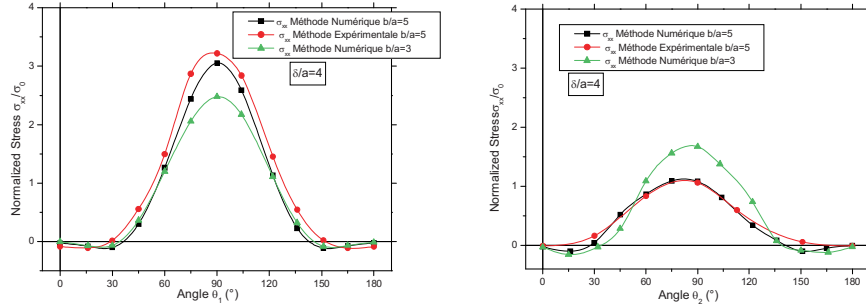 4
3
2
1
0
0 30 60 90 120 150 180
Normalized Stress σxx/σ0
Angle θ1 (°)
σxx Méthode Numérique b/a=5
σxx Méthode Expérimentale b/a=5
σxx Méthode Numérique b/a=3
δ/a=4
4
3
2
1
0
0 30 60 90 120 150 180
Normalized Stressσxx/σ0
Angle θ2 (°)
σxx Méthode Numérique b/a=5
σxx Méthode Expérimentale b/a=5
σxx Méthode Numérique b/a=3
δ/a=4